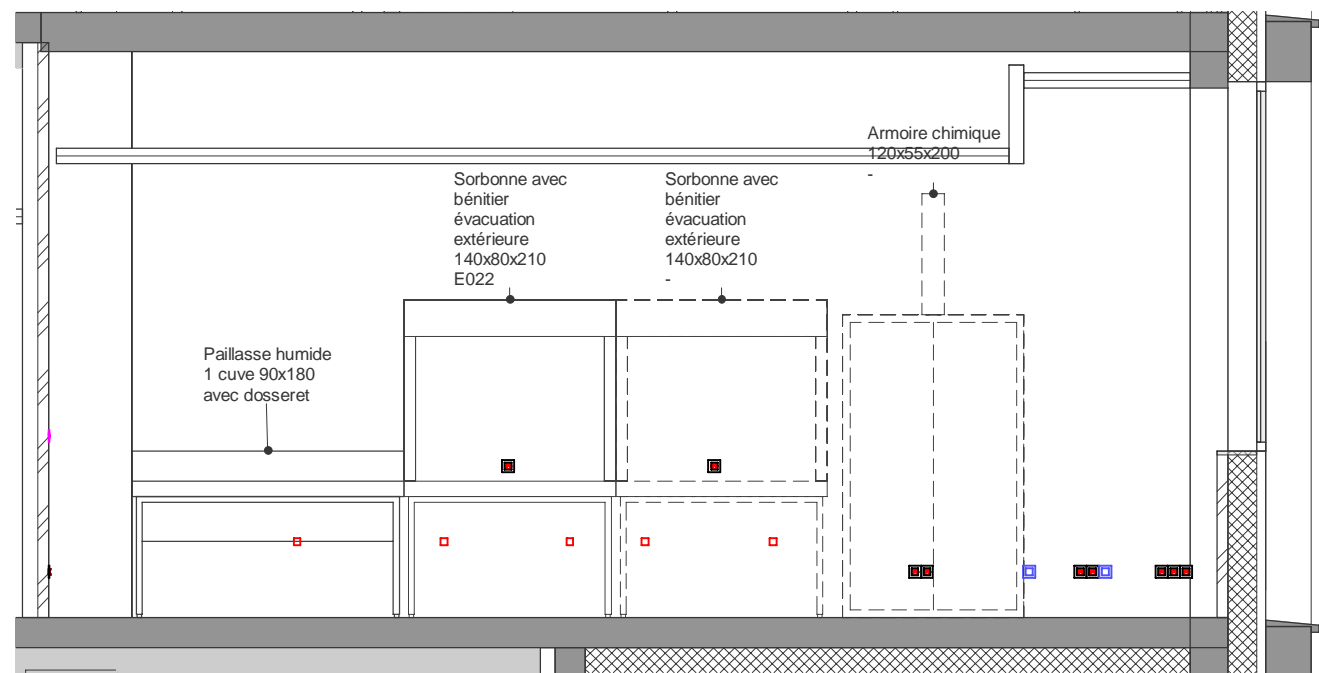 Armoire chimique
120x55x200
-
Sorbonne avec
bénitier
évacuation
extérieure
140x80x210
E022
Sorbonne avec
bénitier
évacuation
extérieure
140x80x210
-
Paillasse humide
1 cuve 90x180
avec dosseret